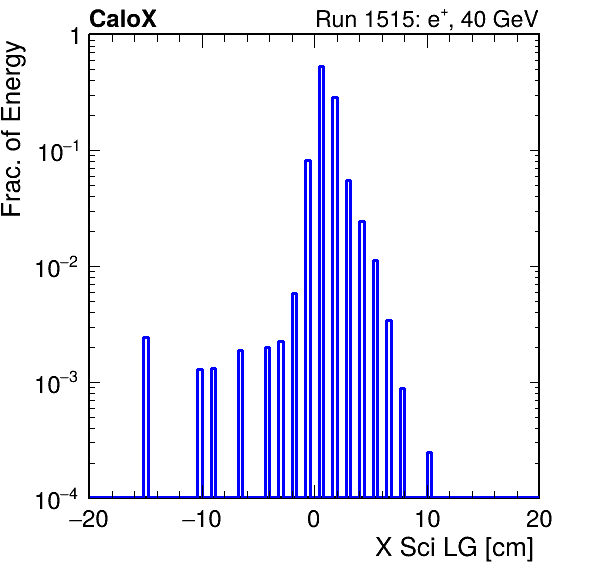 CaloX Run 1515: e⁺, 40 GeV
Frac. of Energy
1
10⁻¹
10⁻²
10⁻³
10⁻⁴
−20 −10 0 10 20
X Sci LG [cm]